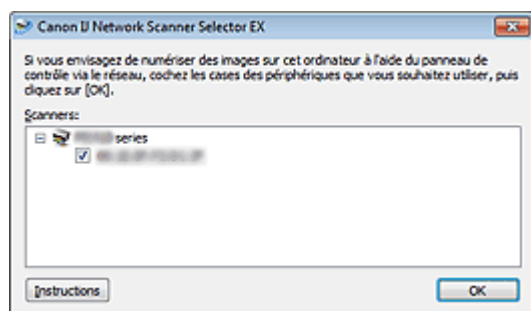 Canon IJ Network Scanner Selector EX
Si vous envisagez de numériser des images sur cet ordinateur à l'aide du panneau de
contrôle via le réseau, cochez les cases des périphériques que vous souhaitez utiliser, puis
cliquez sur [OK].
Scanners:
series
Instructions
OK